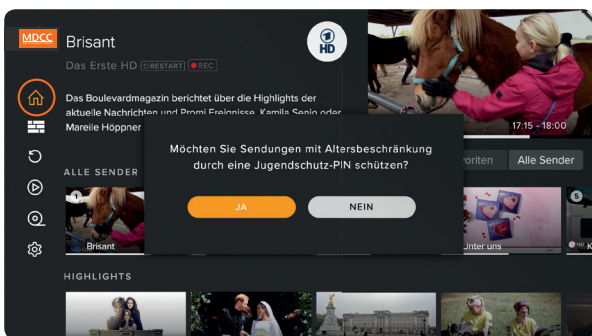 MDCC
Brisant
HD
Das Erste HD RESTART REC
Das Boulevardmagazin berichtet über die Highlights der
aktuelle Nachrichten und Promi Ereignisse. Kamila Senjo oder
Mareile Höppner
17:15 - 18:00
Möchten Sie Sendungen mit Altersbeschränkung
durch eine Jugendschutz-PIN schützen?
Alle Sender
ALLE SENDER
JA
NEIN
1
5
Brisant
Unter uns
HIGHLIGHTS